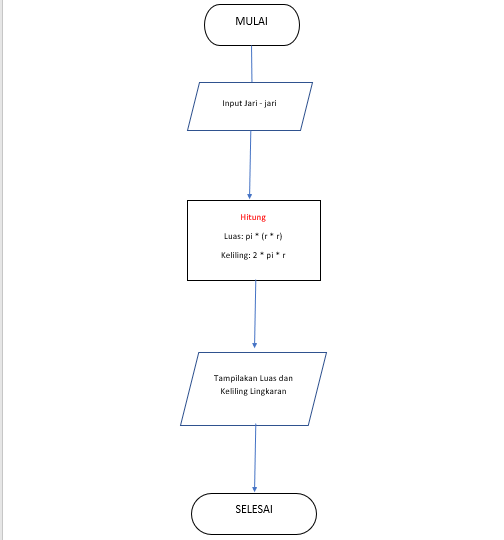 MULAI
Input Jari - jari
Hitung
Luas: pi * (r * r)
Keliling: 2 * pi * r
Tampilakan Luas dan
Keliling Lingkaran
SELESAI